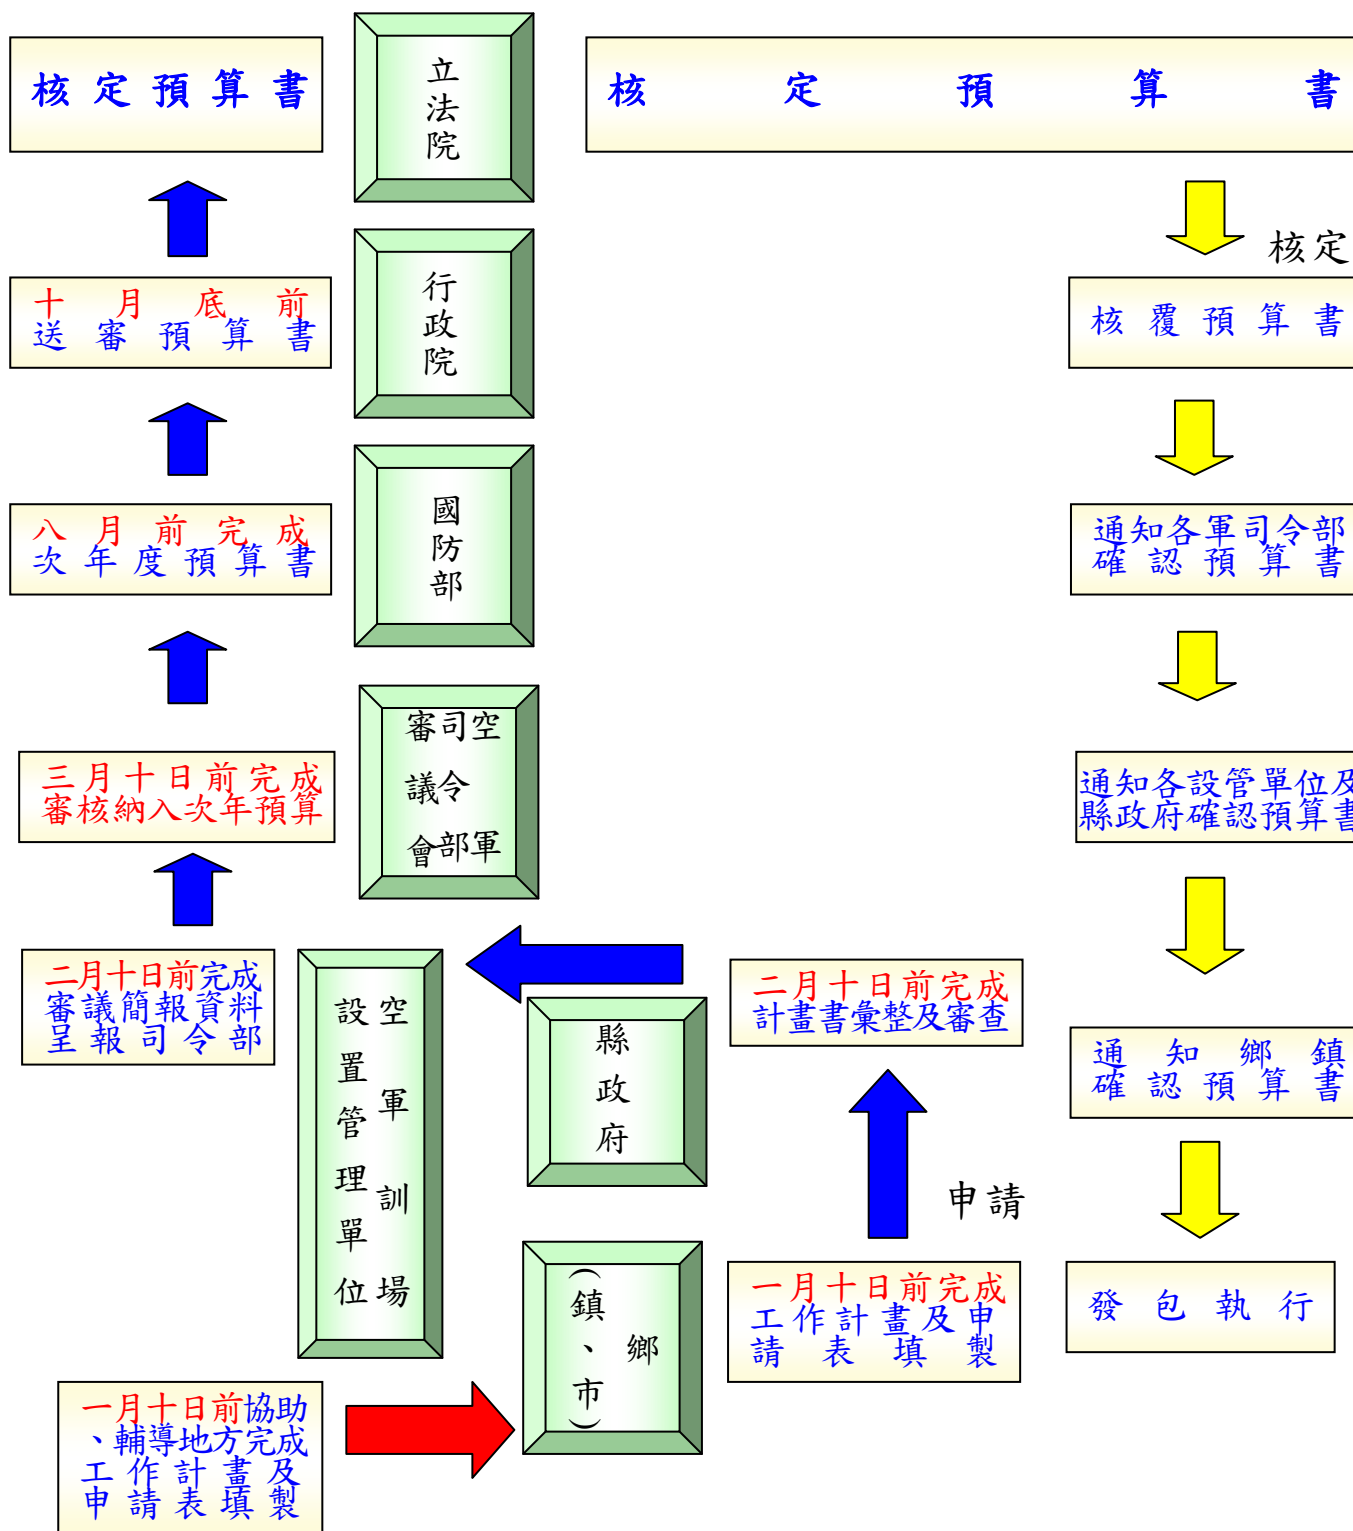 核定預算書
立法院
核定預算書
核定
十月底前
送審預算書
行政院
核覆預算書
八月前完成
次年度預算書
國防部
通知各軍司令部
確認預算書
三月十日前完成
審核納入次年預算
空軍
司令部
審議會
通知各設管單位及
縣政府確認預算書
二月十日前完成
審議簡報資料
呈報司令部
空軍訓場
設置管理單位
縣政府
二月十日前完成
計畫書彙整及審查
通知鄉鎮
確認預算書
申請
鄉
(鎮、市)
一月十日前完成
工作計畫及申
請表填製
發包執行
一月十日前協助
、輔導地方完成
工作計畫及
申請表填製